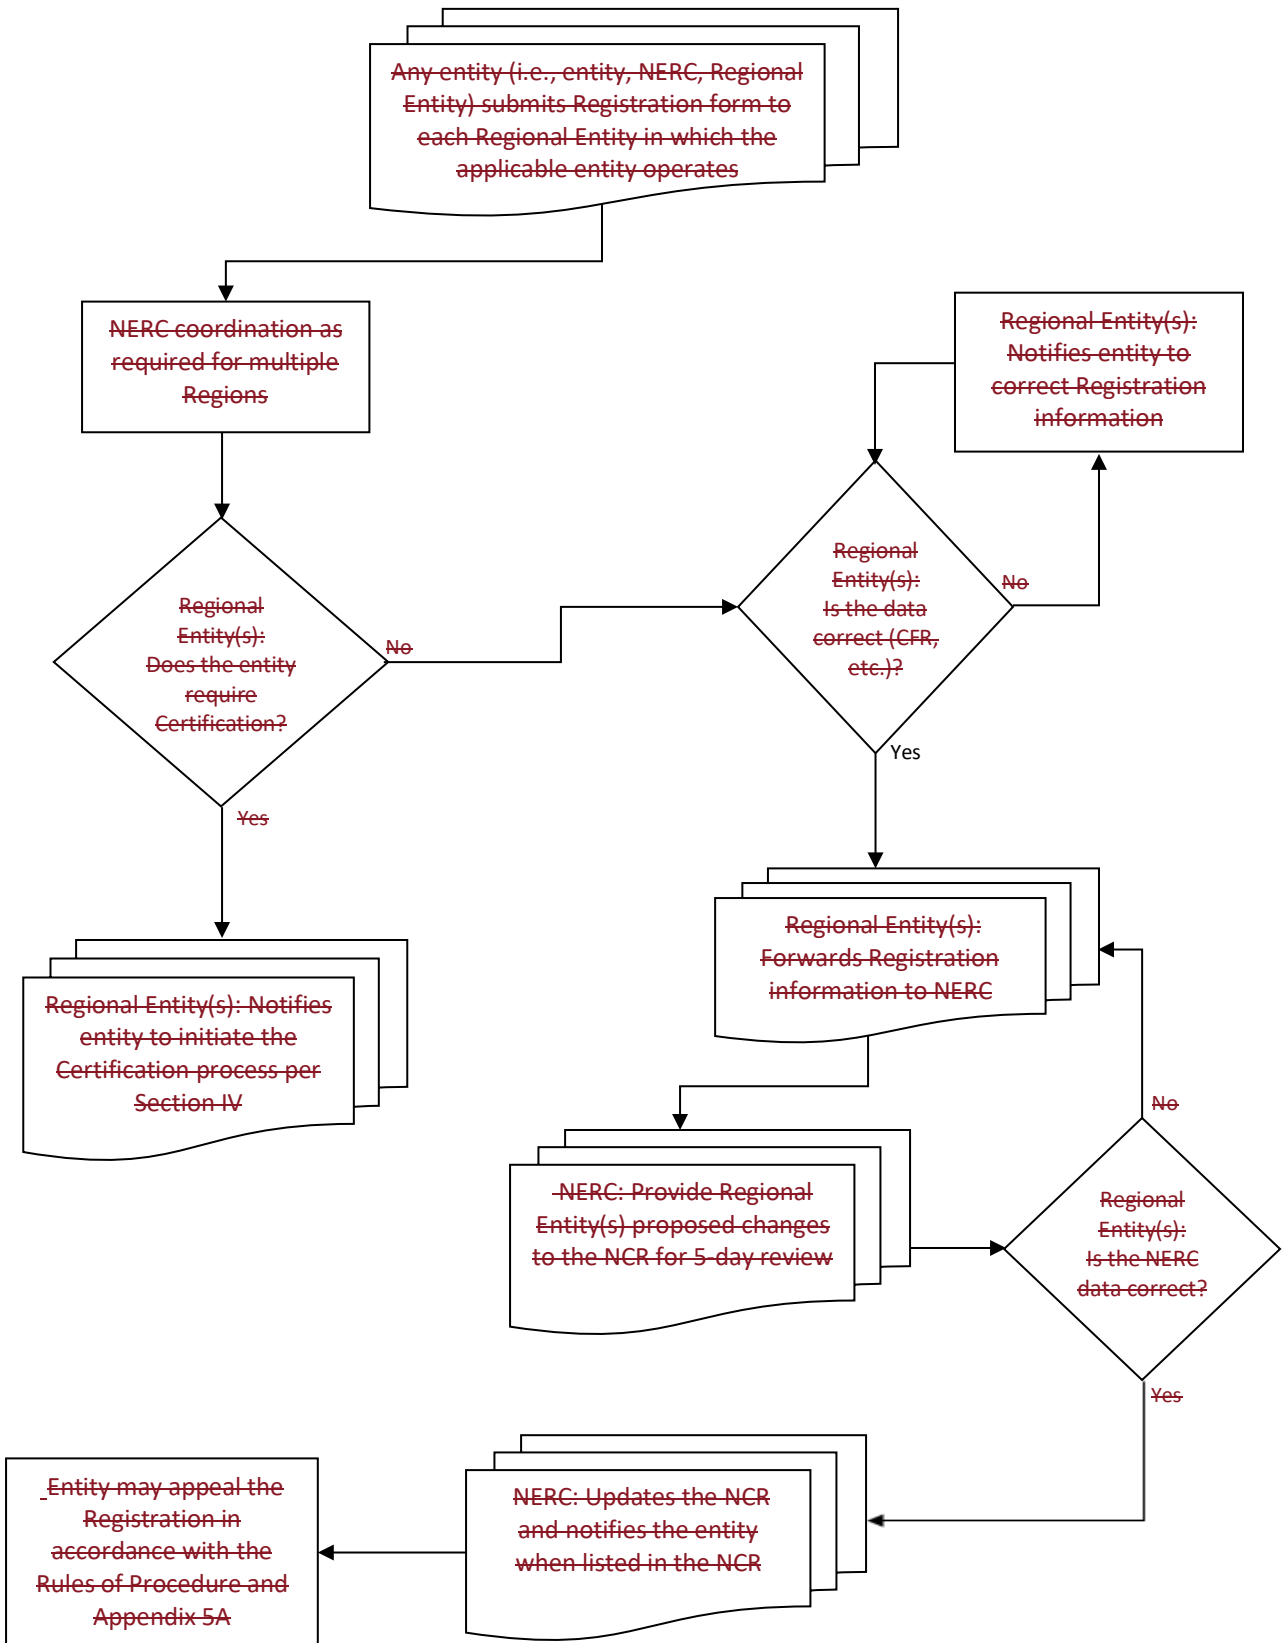 Any entity (i.e., entity, NERC, Regional
Entity) submits Registration form to
each Regional Entity in which the
applicable entity operates
NERC coordination as
required for multiple
Regions
Regional Entity(s):
Notifies entity to
correct Registration
information
Regional
Entity(s):
Does the entity
require
Certification?
No
Yes
Regional
Entity(s):
Is the data
correct (CFR,
etc.)?
No
Yes
Regional Entity(s): Notifies
entity to initiate the
Certification process per
Section IV
Regional Entity(s):
Forwards Registration
information to NERC
NERC: Provide Regional
Entity(s) proposed changes
to the NCR for 5-day review
No
Regional
Entity(s):
Is the NERC
data correct?
Yes
NERC: Updates the NCR
and notifies the entity
when listed in the NCR
Entity may appeal the
Registration in
accordance with the
Rules of Procedure and
Appendix 5A